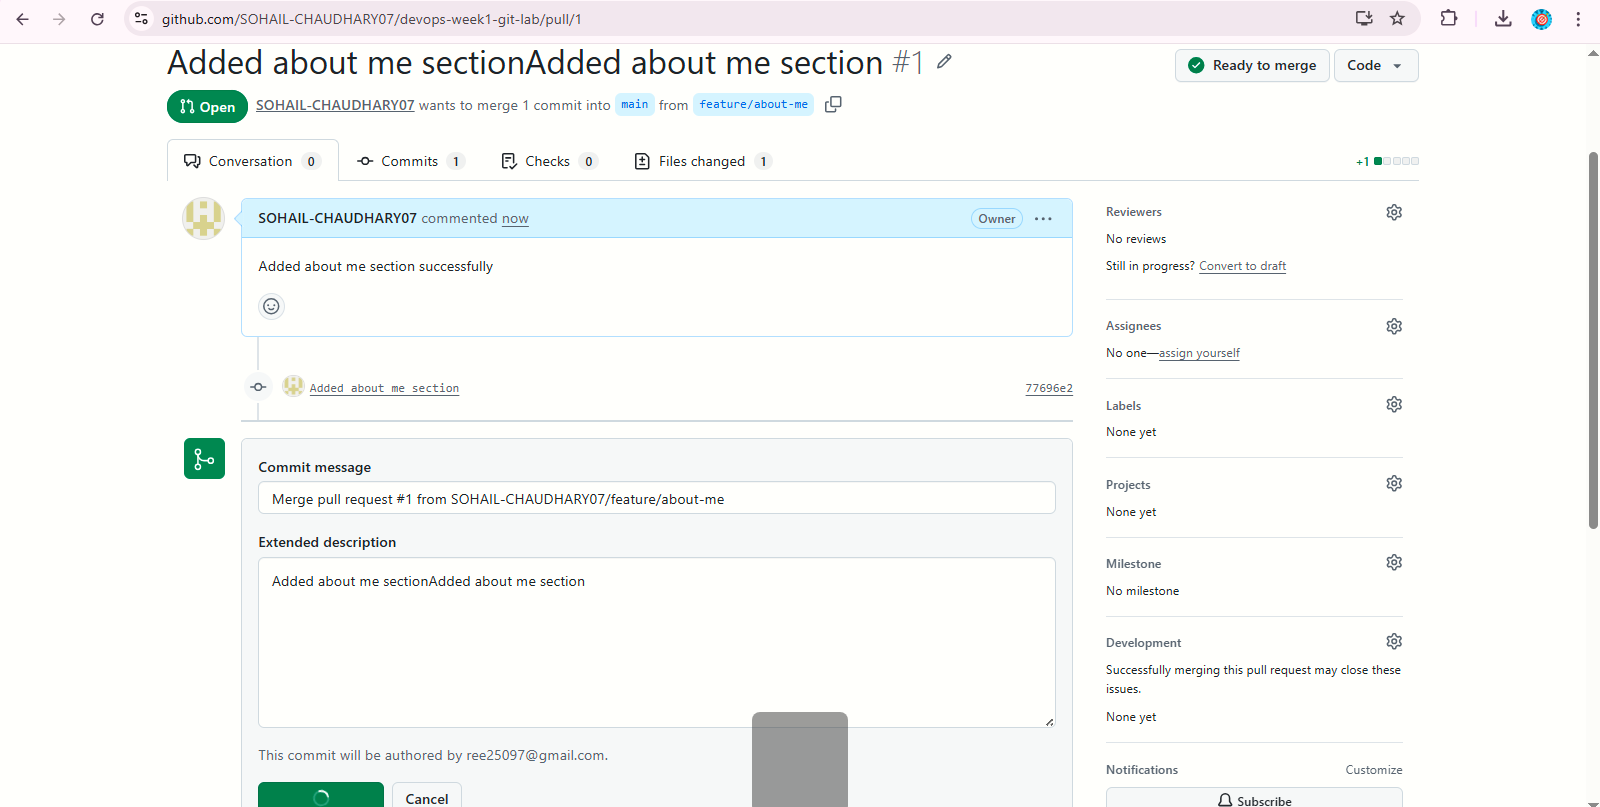 github.com/SOHAIL-CHAUDHARY07/devops-week1-git-lab/pull/1
Added about me sectionAdded about me section #1
Ready to merge
Code
Open
SOHAIL-CHAUDHARY07 wants to merge 1 commit into main from feature/about-me
Conversation 0
Commits 1
Checks 0
Files changed 1
+1
SOHAIL-CHAUDHARY07 commented now
Owner
Added about me section successfully
Added about me section
77696e2
Commit message
Merge pull request #1 from SOHAIL-CHAUDHARY07/feature/about-me
Extended description
Added about me sectionAdded about me section
This commit will be authored by ree25097@gmail.com.
Cancel
Reviewers
No reviews
Still in progress? Convert to draft
Assignees
No one—assign yourself
Labels
None yet
Projects
None yet
Milestone
No milestone
Development
Successfully merging this pull request may close these
issues.
None yet
Notifications
Customize
Subscribe